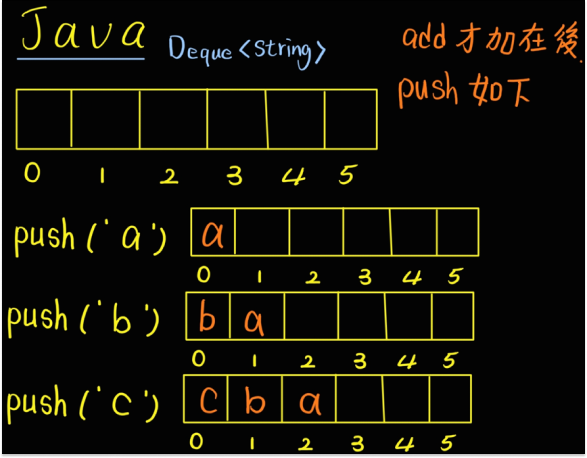 Java Deque<String>
add 才加在後.
push 如下
0 1 2 3 4 5
push('a') a
0 1 2 3 4 5
push('b') b a
0 1 2 3 4 5
push('c') c b a
0 1 2 3 4 5